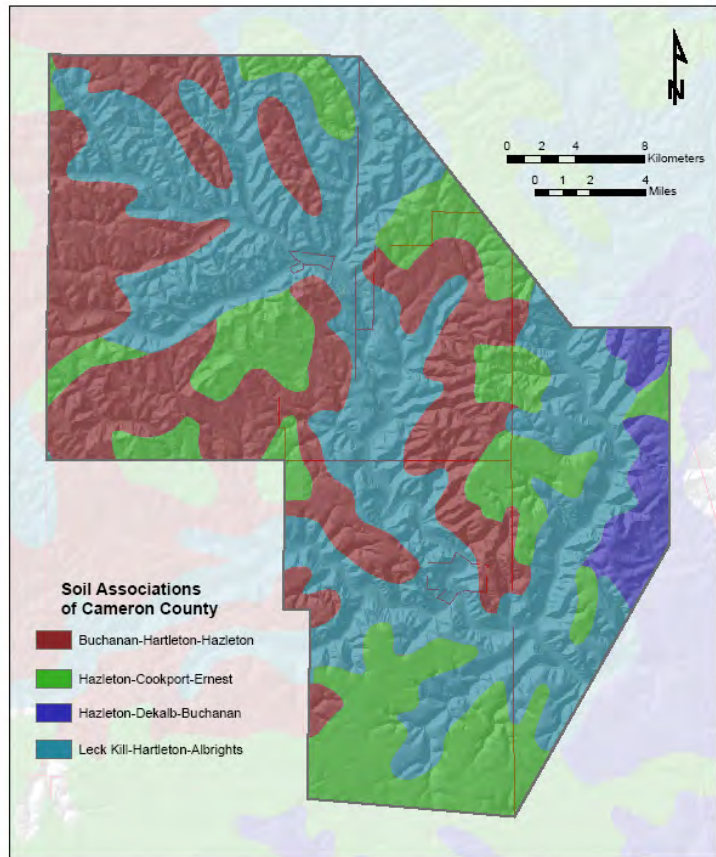 N
0 2 4 8
Kilometers
0 1 2 4
Miles
Soil Associations
of Cameron County
Buchanan-Hartleton-Hazleton
Hazleton-Cookport-Ernest
Hazleton-Dekalb-Buchanan
Leck Kill-Hartleton-Albrights